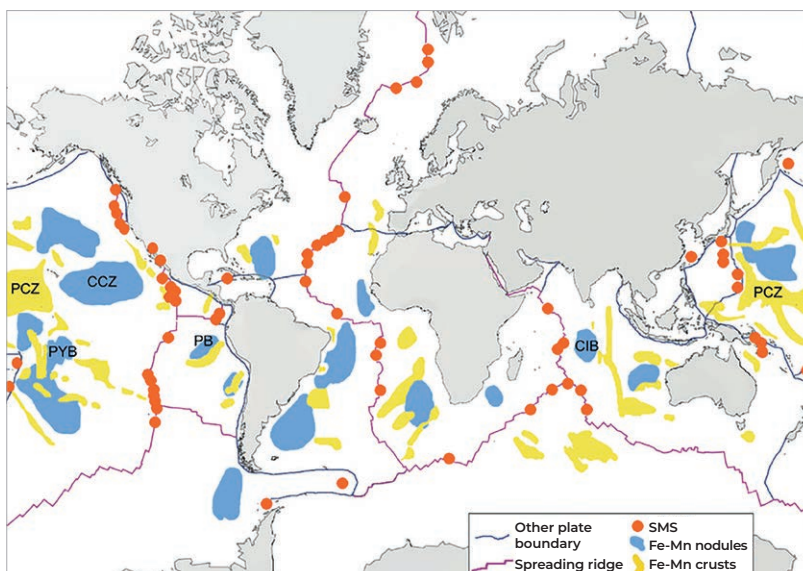 PCZ
CCZ
PCZ
PYB
PB
CIB
Other plate
boundary
Spreading ridge
SMS
Fe-Mn nodules
Fe-Mn crusts